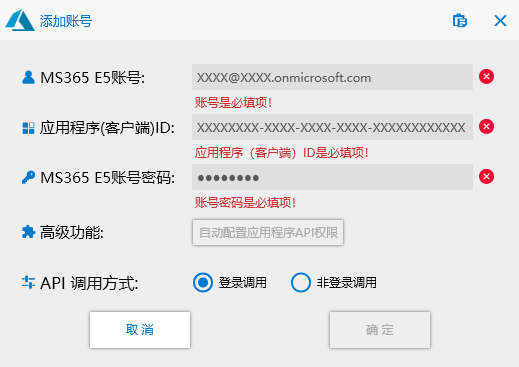 添加账号
MS365 E5账号:
XXXX@XXXX.onmicrosoft.com
账号是必填项!
应用程序(客户端)ID:
XXXXXXXX-XXXX-XXXX-XXXX-XXXXXXXXXXXX
应用程序（客户端）ID是必填项!
MS365 E5账号密码:
●●●●●●●●
账号密码是必填项!
高级功能:
自动配置应用程序API权限
API 调用方式:
登录调用
非登录调用
取 消
确 定